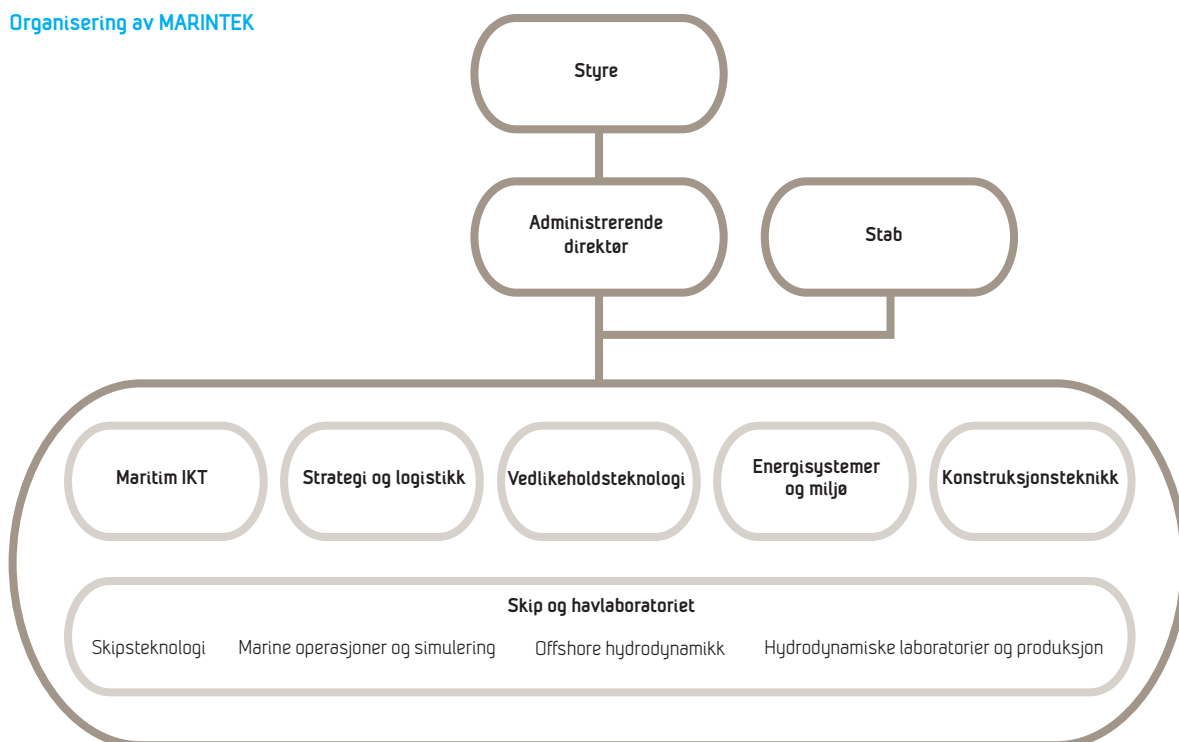 Organisering av MARINTEK
Styre
Administrerende
direktør
Stab
Maritim IKT
Strategi og logistikk
Vedlikeholdsteknologi
Energisystemer
og miljø
Konstruksjonsteknikk
Skip og havlaboratoriet
Skipsteknologi
Marine operasjoner og simulering
Offshore hydrodynamikk
Hydrodynamiske laboratorier og produksjon